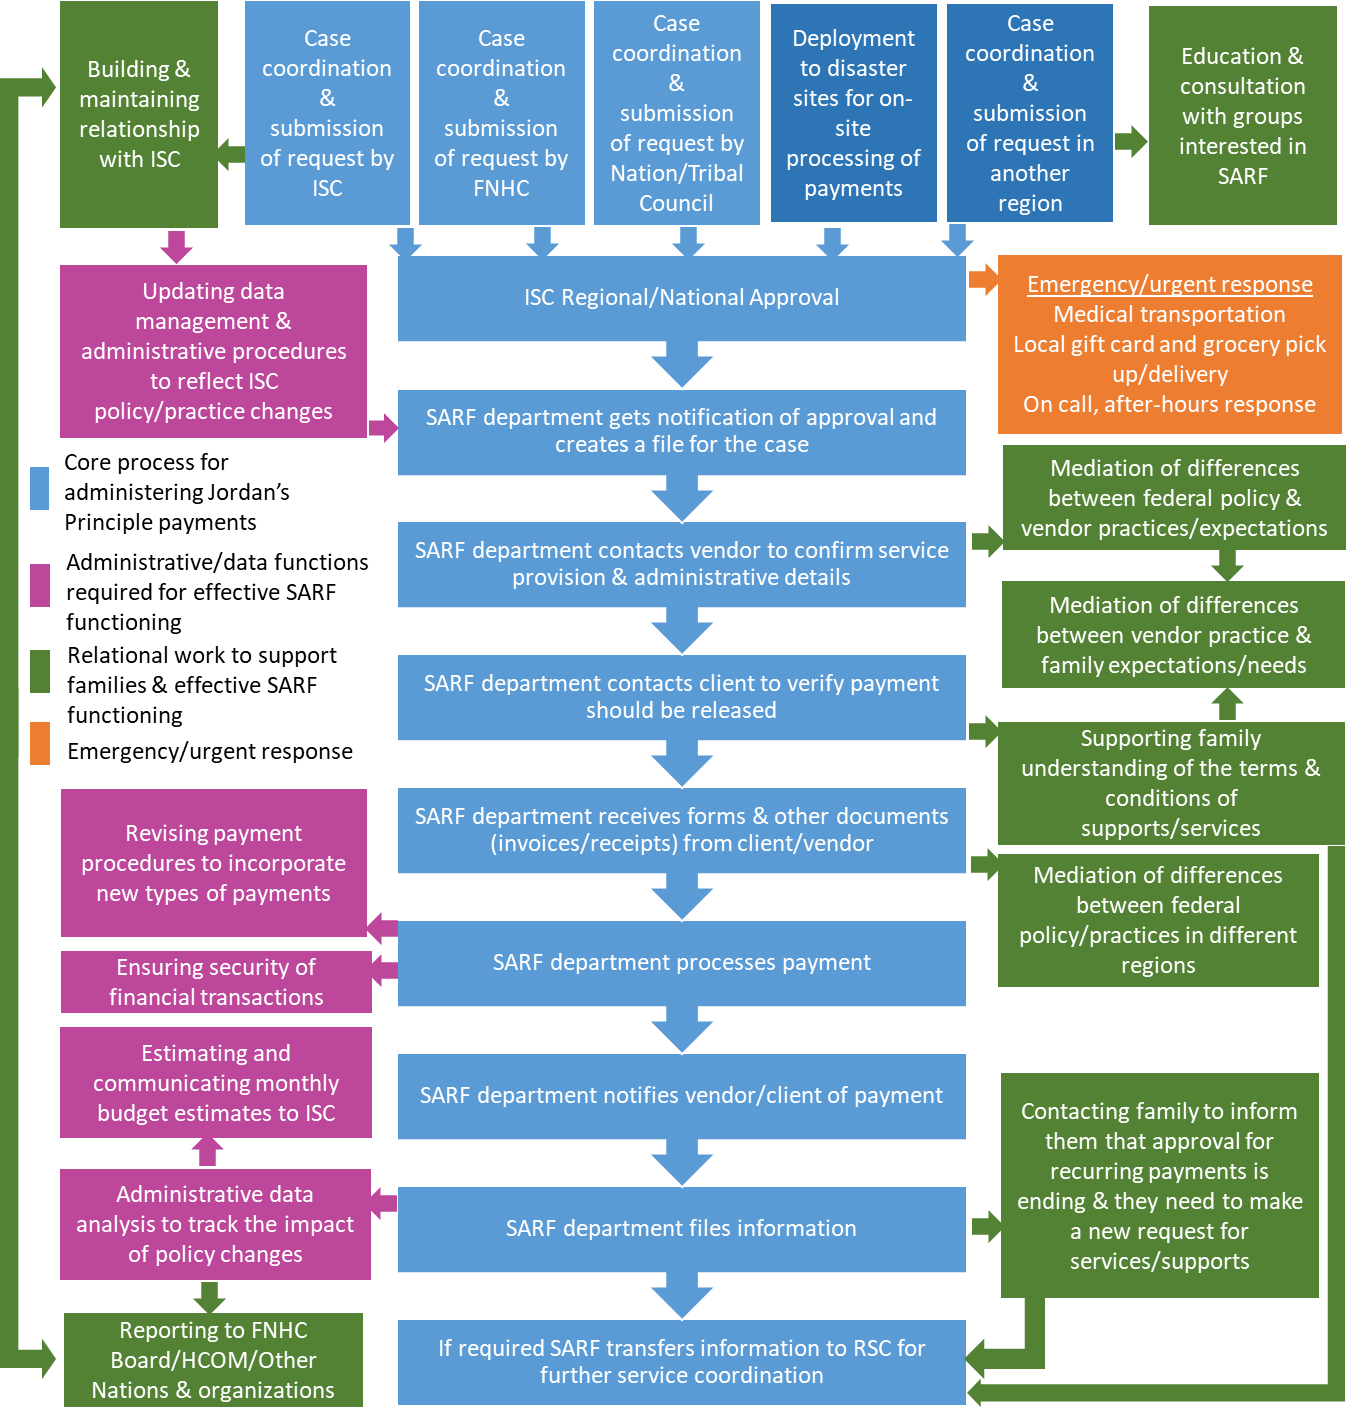 Building &
maintaining
relationship
with ISC
Case
coordination
&
submission
of request by
ISC
Case
coordination
&
submission
of request by
FNHC
Case
coordination
&
submission
of request by
Nation/Tribal
Council
Deployment
to disaster
sites for on-
site
processing of
payments
Case
coordination
&
submission
of request in
another
region
Education &
consultation
with groups
interested in
SARF
Updating data
management &
administrative procedures
to reflect ISC
policy/practice changes
ISC Regional/National Approval
Emergency/urgent response
Medical transportation
Local gift card and grocery pick
up/delivery
On call, after-hours response
SARF department gets notification of approval and
creates a file for the case
Core process for
administering Jordan's
Principle payments
Administrative/data functions
required for effective SARF
functioning
Relational work to support
families & effective SARF
functioning
Emergency/urgent response
Mediation of differences
between federal policy &
vendor practices/expectations
SARF department contacts vendor to confirm service
provision & administrative details
Mediation of differences
between vendor practice &
family expectations/needs
SARF department contacts client to verify payment
should be released
Supporting family
understanding of the terms &
conditions of
supports/services
SARF department receives forms & other documents
(invoices/receipts) from client/vendor
Revising payment
procedures to incorporate
new types of payments
Mediation of differences
between federal
policy/practices in different
regions
SARF department processes payment
Ensuring security of
financial transactions
Estimating and
communicating monthly
budget estimates to ISC
SARF department notifies vendor/client of payment
Contacting family to inform
them that approval for
recurring payments is
ending & they need to make
a new request for
services/supports
Administrative data
analysis to track the impact
of policy changes
SARF department files information
Reporting to FNHC
Board/HCOM/Other
Nations & organizations
If required SARF transfers information to RSC for
further service coordination